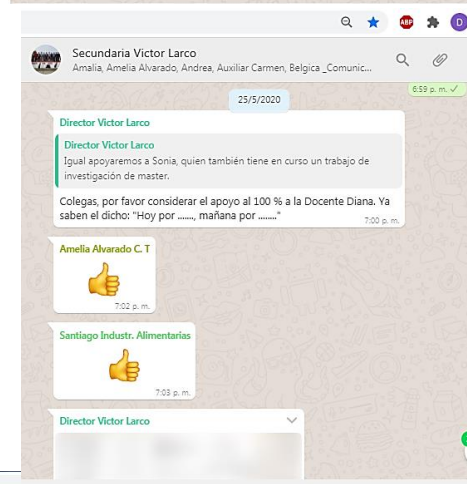 ABP
D
Secundaria Victor Larco
Amalia, Amelia Alvarado, Andrea, Auxiliar Carmen, Belgica _Comunic...
6:59 p. m.
25/5/2020
Director Victor Larco
Director Victor Larco
Igual apoyaremos a Sonia, quien también tiene en curso un trabajo de
investigación de master.
Colegas, por favor considerar el apoyo al 100 % a la Docente Diana. Ya
saben el dicho: "Hoy por ......., mañana por ........"
7:00 p. m.
Amelia Alvarado C. T
7:02 p. m.
Santiago Industr. Alimentarias
7:03 p. m.
Director Victor Larco